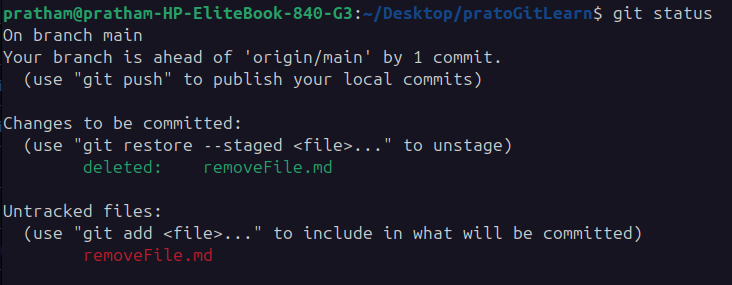 pratham@pratham-HP-EliteBook-840-G3:~/Desktop/pratoGitLearn$ git status
On branch main
Your branch is ahead of 'origin/main' by 1 commit.
  (use "git push" to publish your local commits)

Changes to be committed:
  (use "git restore --staged <file>..." to unstage)
        deleted:    removeFile.md

Untracked files:
  (use "git add <file>..." to include in what will be committed)
        removeFile.md